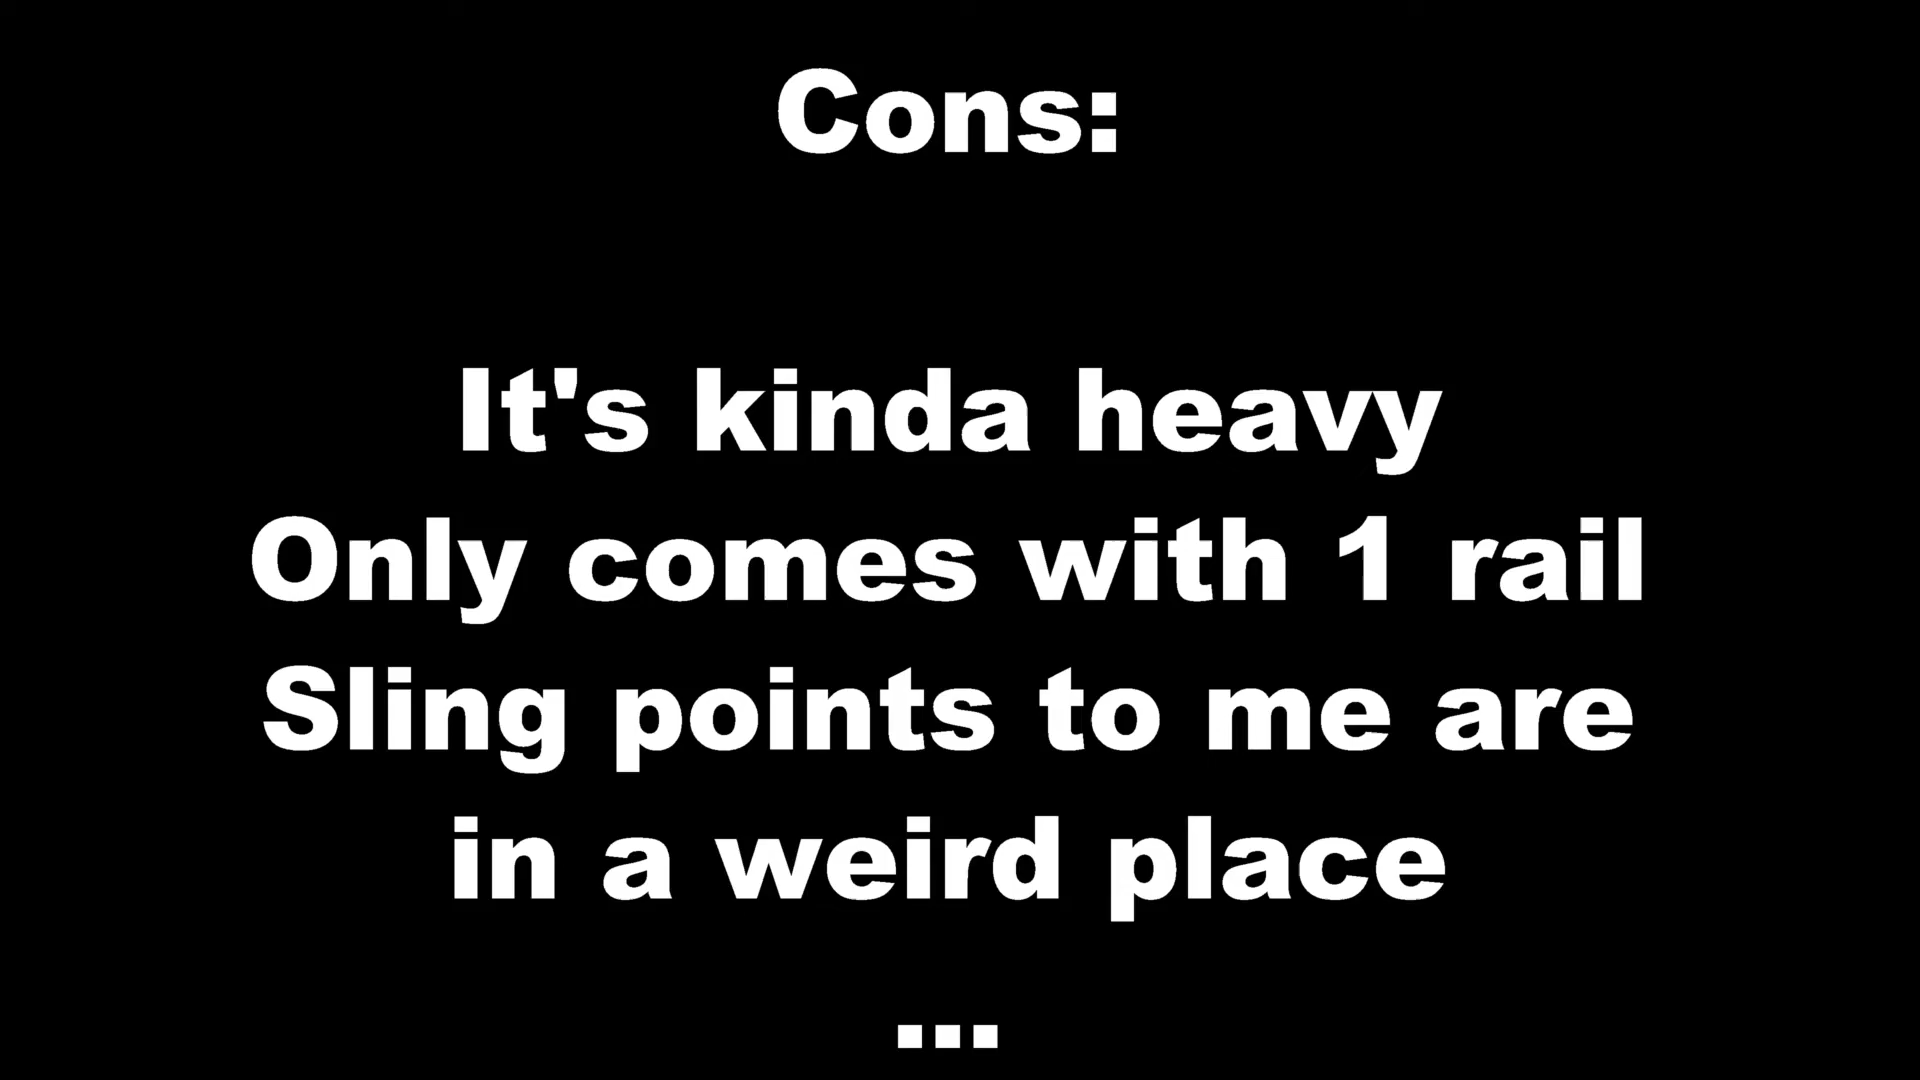 Cons:
It's kinda heavy
Only comes with 1 rail
Sling points to me are
in a weird place
...